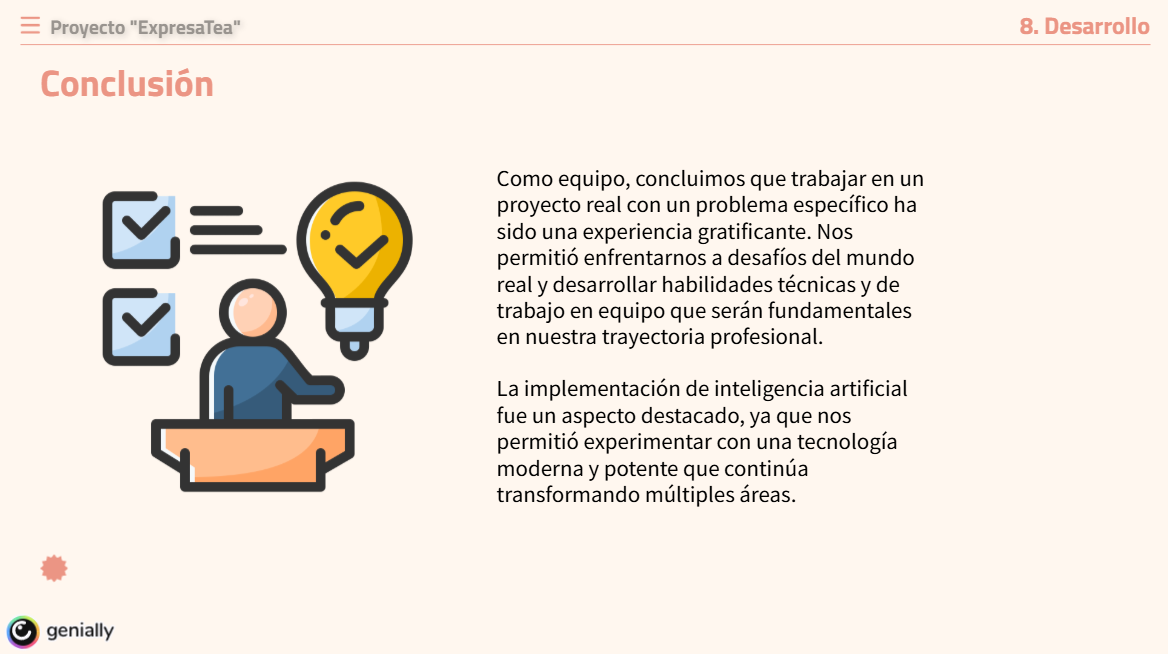 Proyecto "ExpresaTea"
8. Desarrollo
Conclusión
Como equipo, concluimos que trabajar en un
proyecto real con un problema específico ha
sido una experiencia gratificante. Nos
permitió enfrentarnos a desafíos del mundo
real y desarrollar habilidades técnicas y de
trabajo en equipo que serán fundamentales
en nuestra trayectoria profesional.
La implementación de inteligencia artificial
fue un aspecto destacado, ya que nos
permitió experimentar con una tecnología
moderna y potente que continúa
transformando múltiples áreas.
genially